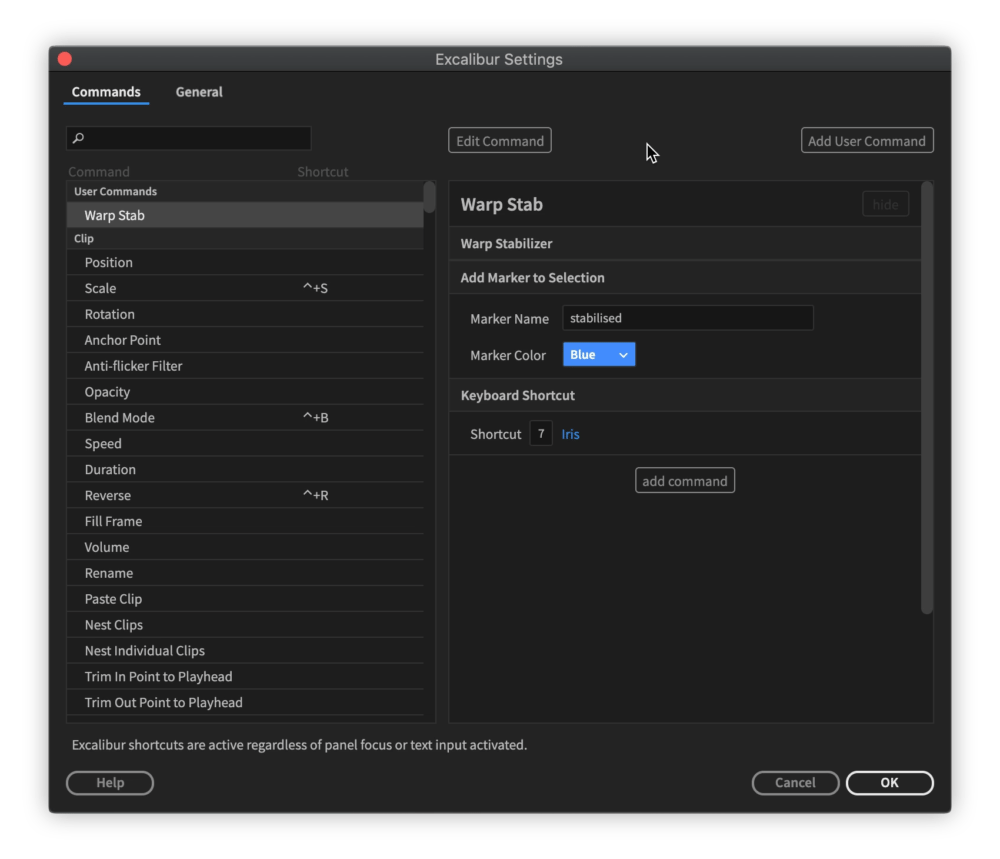 Excalibur Settings
Commands General
Edit Command Add User Command
Command Shortcut
User Commands
Warp Stab
Clip
Position
Scale ^+S
Rotation
Anchor Point
Anti-flicker Filter
Opacity
Blend Mode ^+B
Speed
Duration
Reverse ^+R
Fill Frame
Volume
Rename
Paste Clip
Nest Clips
Nest Individual Clips
Trim In Point to Playhead
Trim Out Point to Playhead
Warp Stab hide
Warp Stabilizer
Add Marker to Selection
Marker Name stabilised
Marker Color Blue
Keyboard Shortcut
Shortcut 7 Iris
add command
Excalibur shortcuts are active regardless of panel focus or text input activated.
Help Cancel OK